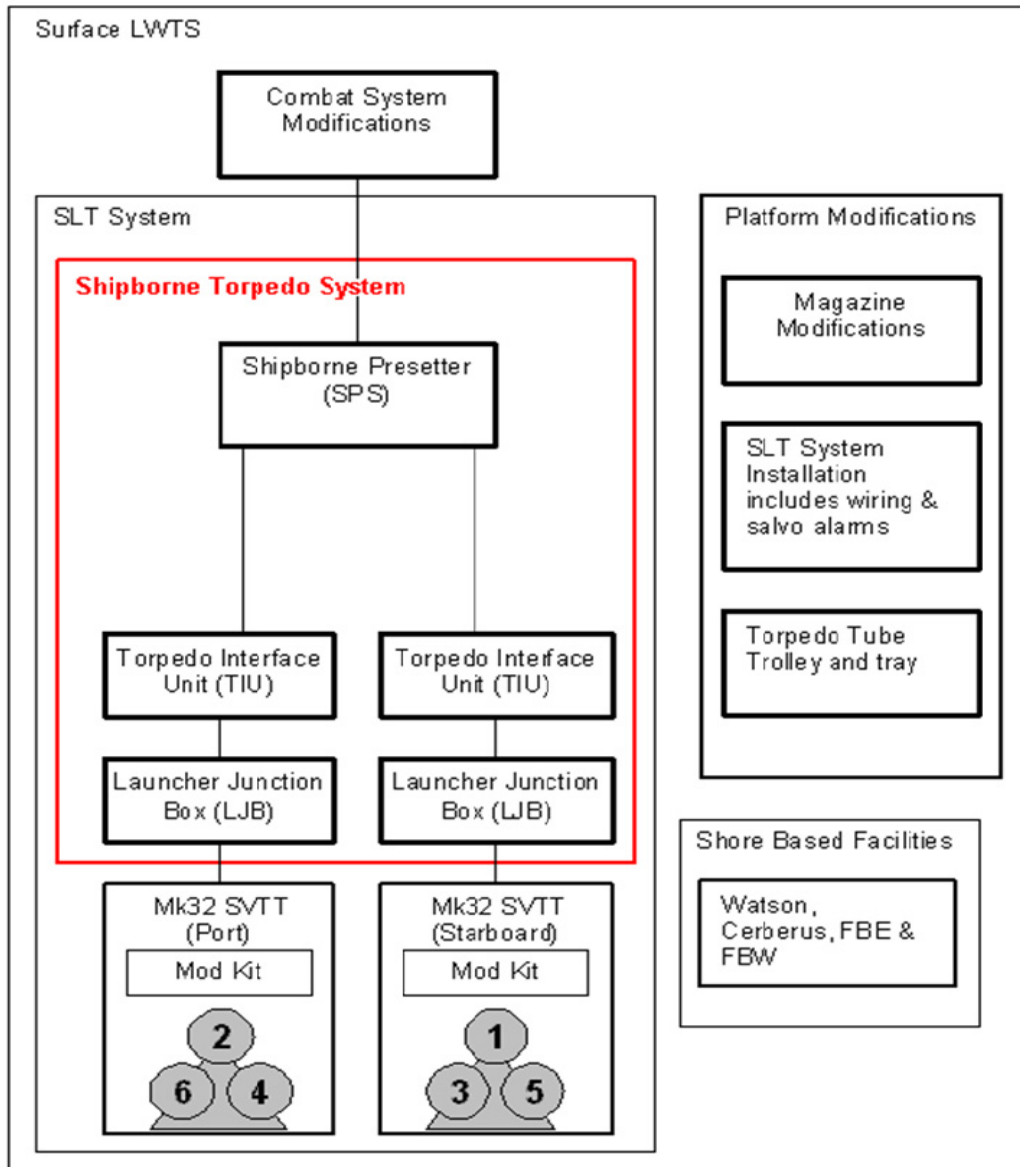 Surface LWTS
Combat System
Modifications
SLT System
Shipborne Torpedo System
Shipborne Presetter
(SPS)
Torpedo Interface
Unit (TIU)
Torpedo Interface
Unit (TIU)
Launcher Junction
Box (LJB)
Launcher Junction
Box (LJB)
Mk32 SVTT
(Port)
Mod Kit
2
6
4
Mk32 SVTT
(Starboard)
Mod Kit
1
3
5
Platform Modifications
Magazine
Modifications
SLT System
Installation
includes wiring &
salvo alarms
Torpedo Tube
Trolley and tray
Shore Based Facilities
Watson,
Cerberus, FBE &
FBW